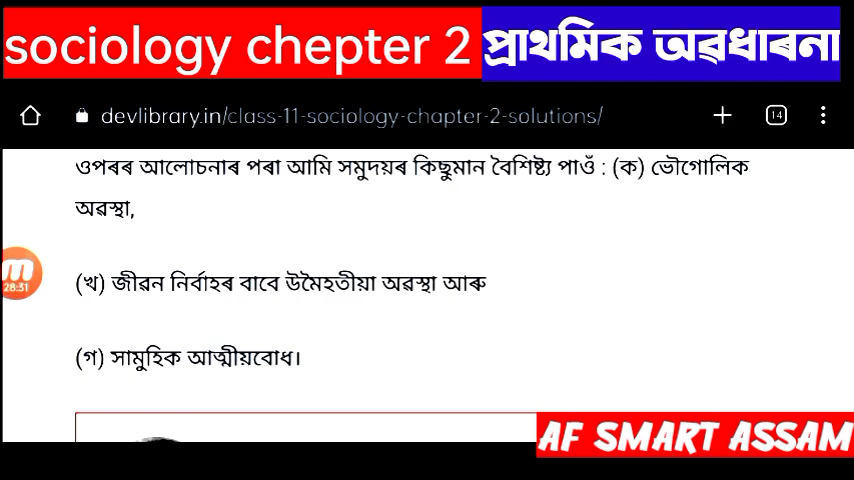 sociology chepter 2 প্ৰাথমিক অৱধাৰনা
devlibrary.in/class-11-sociology-chapter-2-solutions/
14
ওপৰৰ আলোচনাৰ পৰা আমি সমুদয়ৰ কিছুমান বৈশিষ্ট্য পাওঁ : (ক) ভৌগোলিক
অৱস্থা,
(খ) জীৱন নিৰ্বাহৰ বাবে উমৈহতীয়া অৱস্থা আৰু
28:31
(গ) সামুহিক আত্মীয়বোধ।
AF SMART ASSAM